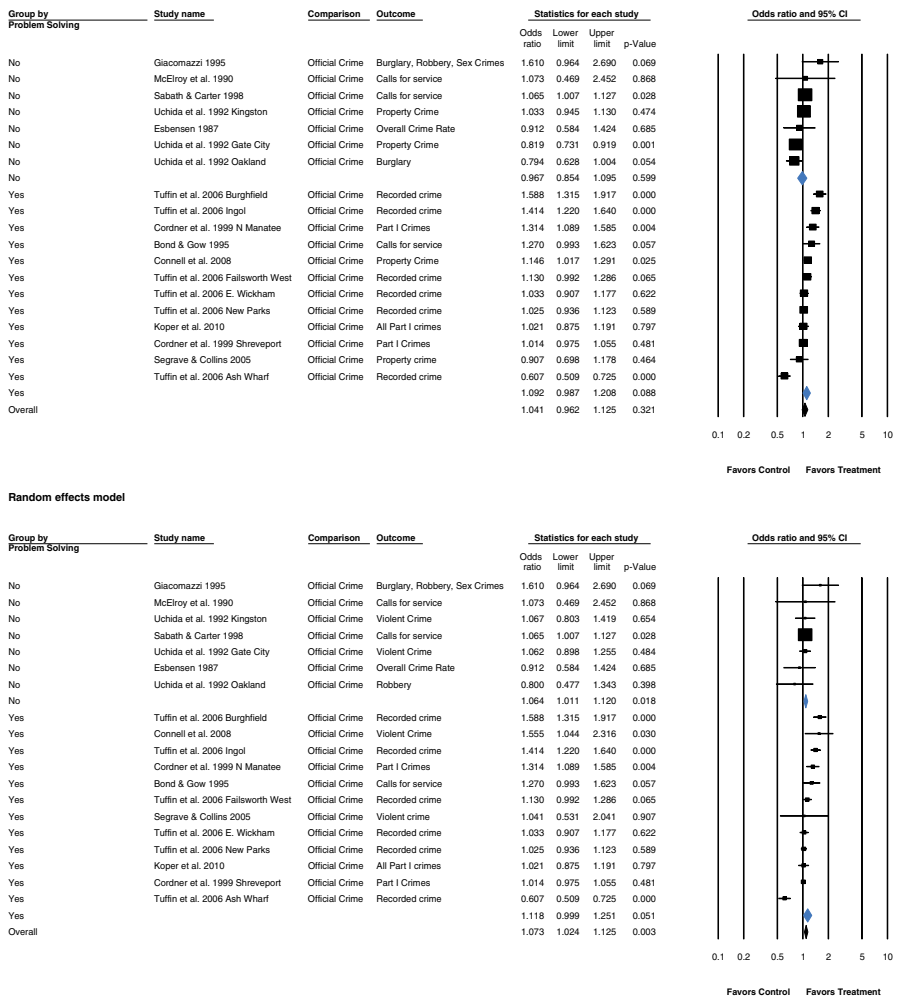 Group by Study name Comparison Outcome Statistics for each study Odds ratio and 95% CI
Problem Solving
Odds Lower Upper
ratio limit limit p-Value
No Giacomazzi 1995 Official Crime Burglary, Robbery, Sex Crimes 1.610 0.964 2.690 0.069
No McElroy et al. 1990 Official Crime Calls for service 1.073 0.469 2.452 0.868
No Sabath & Carter 1998 Official Crime Calls for service 1.065 1.007 1.127 0.028
No Uchida et al. 1992 Kingston Official Crime Property Crime 1.033 0.945 1.130 0.474
No Esbensen 1987 Official Crime Overall Crime Rate 0.912 0.584 1.424 0.685
No Uchida et al. 1992 Gate City Official Crime Property Crime 0.819 0.731 0.919 0.001
No Uchida et al. 1992 Oakland Official Crime Burglary 0.794 0.628 1.004 0.054
No 0.967 0.854 1.095 0.599
Yes Tuffin et al. 2006 Burghfield Official Crime Recorded crime 1.588 1.315 1.917 0.000
Yes Tuffin et al. 2006 Ingol Official Crime Recorded crime 1.414 1.220 1.640 0.000
Yes Cordner et al. 1999 N Manatee Official Crime Part I Crimes 1.314 1.089 1.585 0.004
Yes Bond & Gow 1995 Official Crime Calls for service 1.270 0.993 1.623 0.057
Yes Connell et al. 2008 Official Crime Property Crime 1.146 1.017 1.291 0.025
Yes Tuffin et al. 2006 Failsworth West Official Crime Recorded crime 1.130 0.992 1.286 0.065
Yes Tuffin et al. 2006 E. Wickham Official Crime Recorded crime 1.033 0.907 1.177 0.622
Yes Tuffin et al. 2006 New Parks Official Crime Recorded crime 1.025 0.936 1.123 0.589
Yes Koper et al. 2010 Official Crime All Part I crimes 1.021 0.875 1.191 0.797
Yes Cordner et al. 1999 Shreveport Official Crime Part I Crimes 1.014 0.975 1.055 0.481
Yes Segrave & Collins 2005 Official Crime Property crime 0.907 0.698 1.178 0.464
Yes Tuffin et al. 2006 Ash Wharf Official Crime Recorded crime 0.607 0.509 0.725 0.000
Yes 1.092 0.987 1.208 0.088
Overall 1.041 0.962 1.125 0.321
0.1 0.2 0.5 1 2 5 10
Favors Control Favors Treatment
Random effects model
Group by Study name Comparison Outcome Statistics for each study Odds ratio and 95% CI
Problem Solving
Odds Lower Upper
ratio limit limit p-Value
No Giacomazzi 1995 Official Crime Burglary, Robbery, Sex Crimes 1.610 0.964 2.690 0.069
No McElroy et al. 1990 Official Crime Calls for service 1.073 0.469 2.452 0.868
No Uchida et al. 1992 Kingston Official Crime Violent Crime 1.067 0.803 1.419 0.654
No Sabath & Carter 1998 Official Crime Calls for service 1.065 1.007 1.127 0.028
No Uchida et al. 1992 Gate City Official Crime Violent Crime 1.062 0.898 1.255 0.484
No Esbensen 1987 Official Crime Overall Crime Rate 0.912 0.584 1.424 0.685
No Uchida et al. 1992 Oakland Official Crime Robbery 0.800 0.477 1.343 0.398
No 1.064 1.011 1.120 0.018
Yes Tuffin et al. 2006 Burghfield Official Crime Recorded crime 1.588 1.315 1.917 0.000
Yes Connell et al. 2008 Official Crime Violent Crime 1.555 1.044 2.316 0.030
Yes Tuffin et al. 2006 Ingol Official Crime Recorded crime 1.414 1.220 1.640 0.000
Yes Cordner et al. 1999 N Manatee Official Crime Part I Crimes 1.314 1.089 1.585 0.004
Yes Bond & Gow 1995 Official Crime Calls for service 1.270 0.993 1.623 0.057
Yes Tuffin et al. 2006 Failsworth West Official Crime Recorded crime 1.130 0.992 1.286 0.065
Yes Segrave & Collins 2005 Official Crime Violent crime 1.041 0.531 2.041 0.907
Yes Tuffin et al. 2006 E. Wickham Official Crime Recorded crime 1.033 0.907 1.177 0.622
Yes Tuffin et al. 2006 New Parks Official Crime Recorded crime 1.025 0.936 1.123 0.589
Yes Koper et al. 2010 Official Crime All Part I crimes 1.021 0.875 1.191 0.797
Yes Cordner et al. 1999 Shreveport Official Crime Part I Crimes 1.014 0.975 1.055 0.481
Yes Tuffin et al. 2006 Ash Wharf Official Crime Recorded crime 0.607 0.509 0.725 0.000
Yes 1.118 0.999 1.251 0.051
Overall 1.073 1.024 1.125 0.003
0.1 0.2 0.5 1 2 5 10
Favors Control Favors Treatment